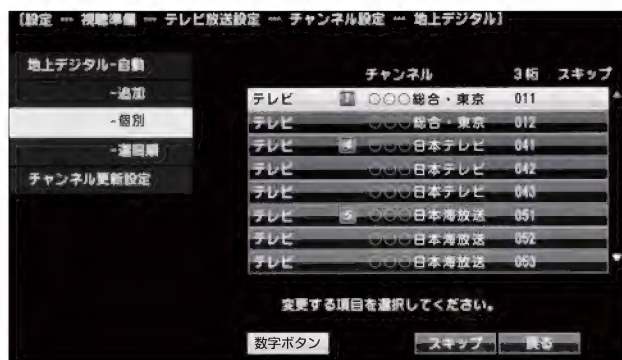 [設定 … 視聴準備 … テレビ放送設定 … チャンネル設定 … 地上デジタル]
地上デジタル-自動
-追加
-個別
-選局順
チャンネル更新設定
チャンネル 3桁 スキップ
テレビ 1 ○○○総合・東京 011
テレビ ○○○総合・東京 012
テレビ 4 ○○○日本テレビ 041
テレビ ○○○日本テレビ 042
テレビ ○○○日本テレビ 043
テレビ 5 ○○○日本海放送 051
テレビ ○○○日本海放送 052
テレビ ○○○日本海放送 053
変更する項目を選択してください。
数字ボタン スキップ 戻る